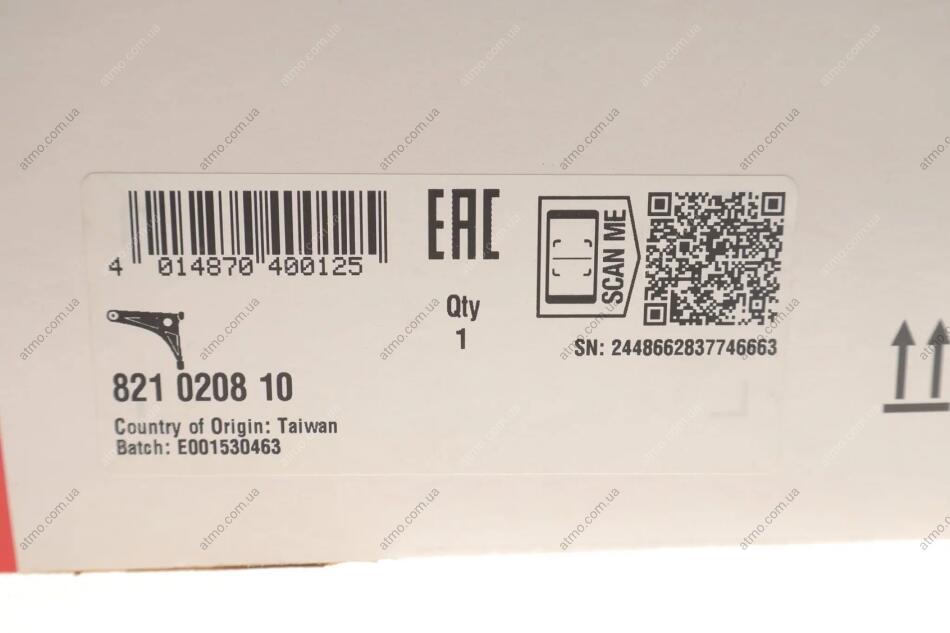 4 014870 400125
EAC
SCAN ME
Qty
1
SN: 2448662837746663
821 0208 10
Country of Origin: Taiwan
Batch: E001530463
atmo.com.ua